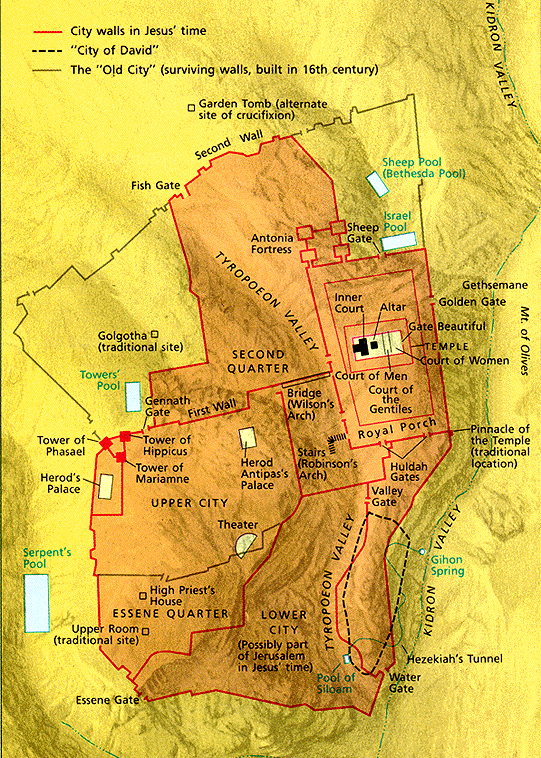 City walls in Jesus' time
"City of David"
The "Old City" (surviving walls, built in 16th century)
KIDRON VALLEY
Garden Tomb (alternate
site of crucifixion)
Second Wall
Fish Gate
Sheep Pool
(Bethesda Pool)
Israel
Pool
Sheep
Gate
Antonia
Fortress
TYROPOEON VALLEY
Gethsemane
Golden Gate
Mt. of Olives
Inner
Court
Altar
Gate Beautiful
TEMPLE
Court of Women
Golgotha
(traditional site)
SECOND
QUARTER
Court of Men
Court of
the
Gentiles
Towers'
Pool
Gennath
Gate
First Wall
Bridge
(Wilson's
Arch)
Royal Porch
Pinnacle of
the Temple
(traditional
location)
Tower of
Phasael
Tower of
Hippicus
Tower of
Mariamne
Herod
Antipas's
Palace
Stairs
(Robinson's
Arch)
Huldah
Gates
Herod's
Palace
UPPER CITY
Valley
Gate
Theater
Serpent's
Pool
TYROPOEON VALLEY
KIDRON VALLEY
Gihon
Spring
High Priest's
House
ESSENE QUARTER
Upper Room
(traditional site)
LOWER
CITY
(Possibly part
of Jerusalem
in Jesus' time)
Hezekiah's Tunnel
Pool of
Siloam
Water
Gate
Essene Gate